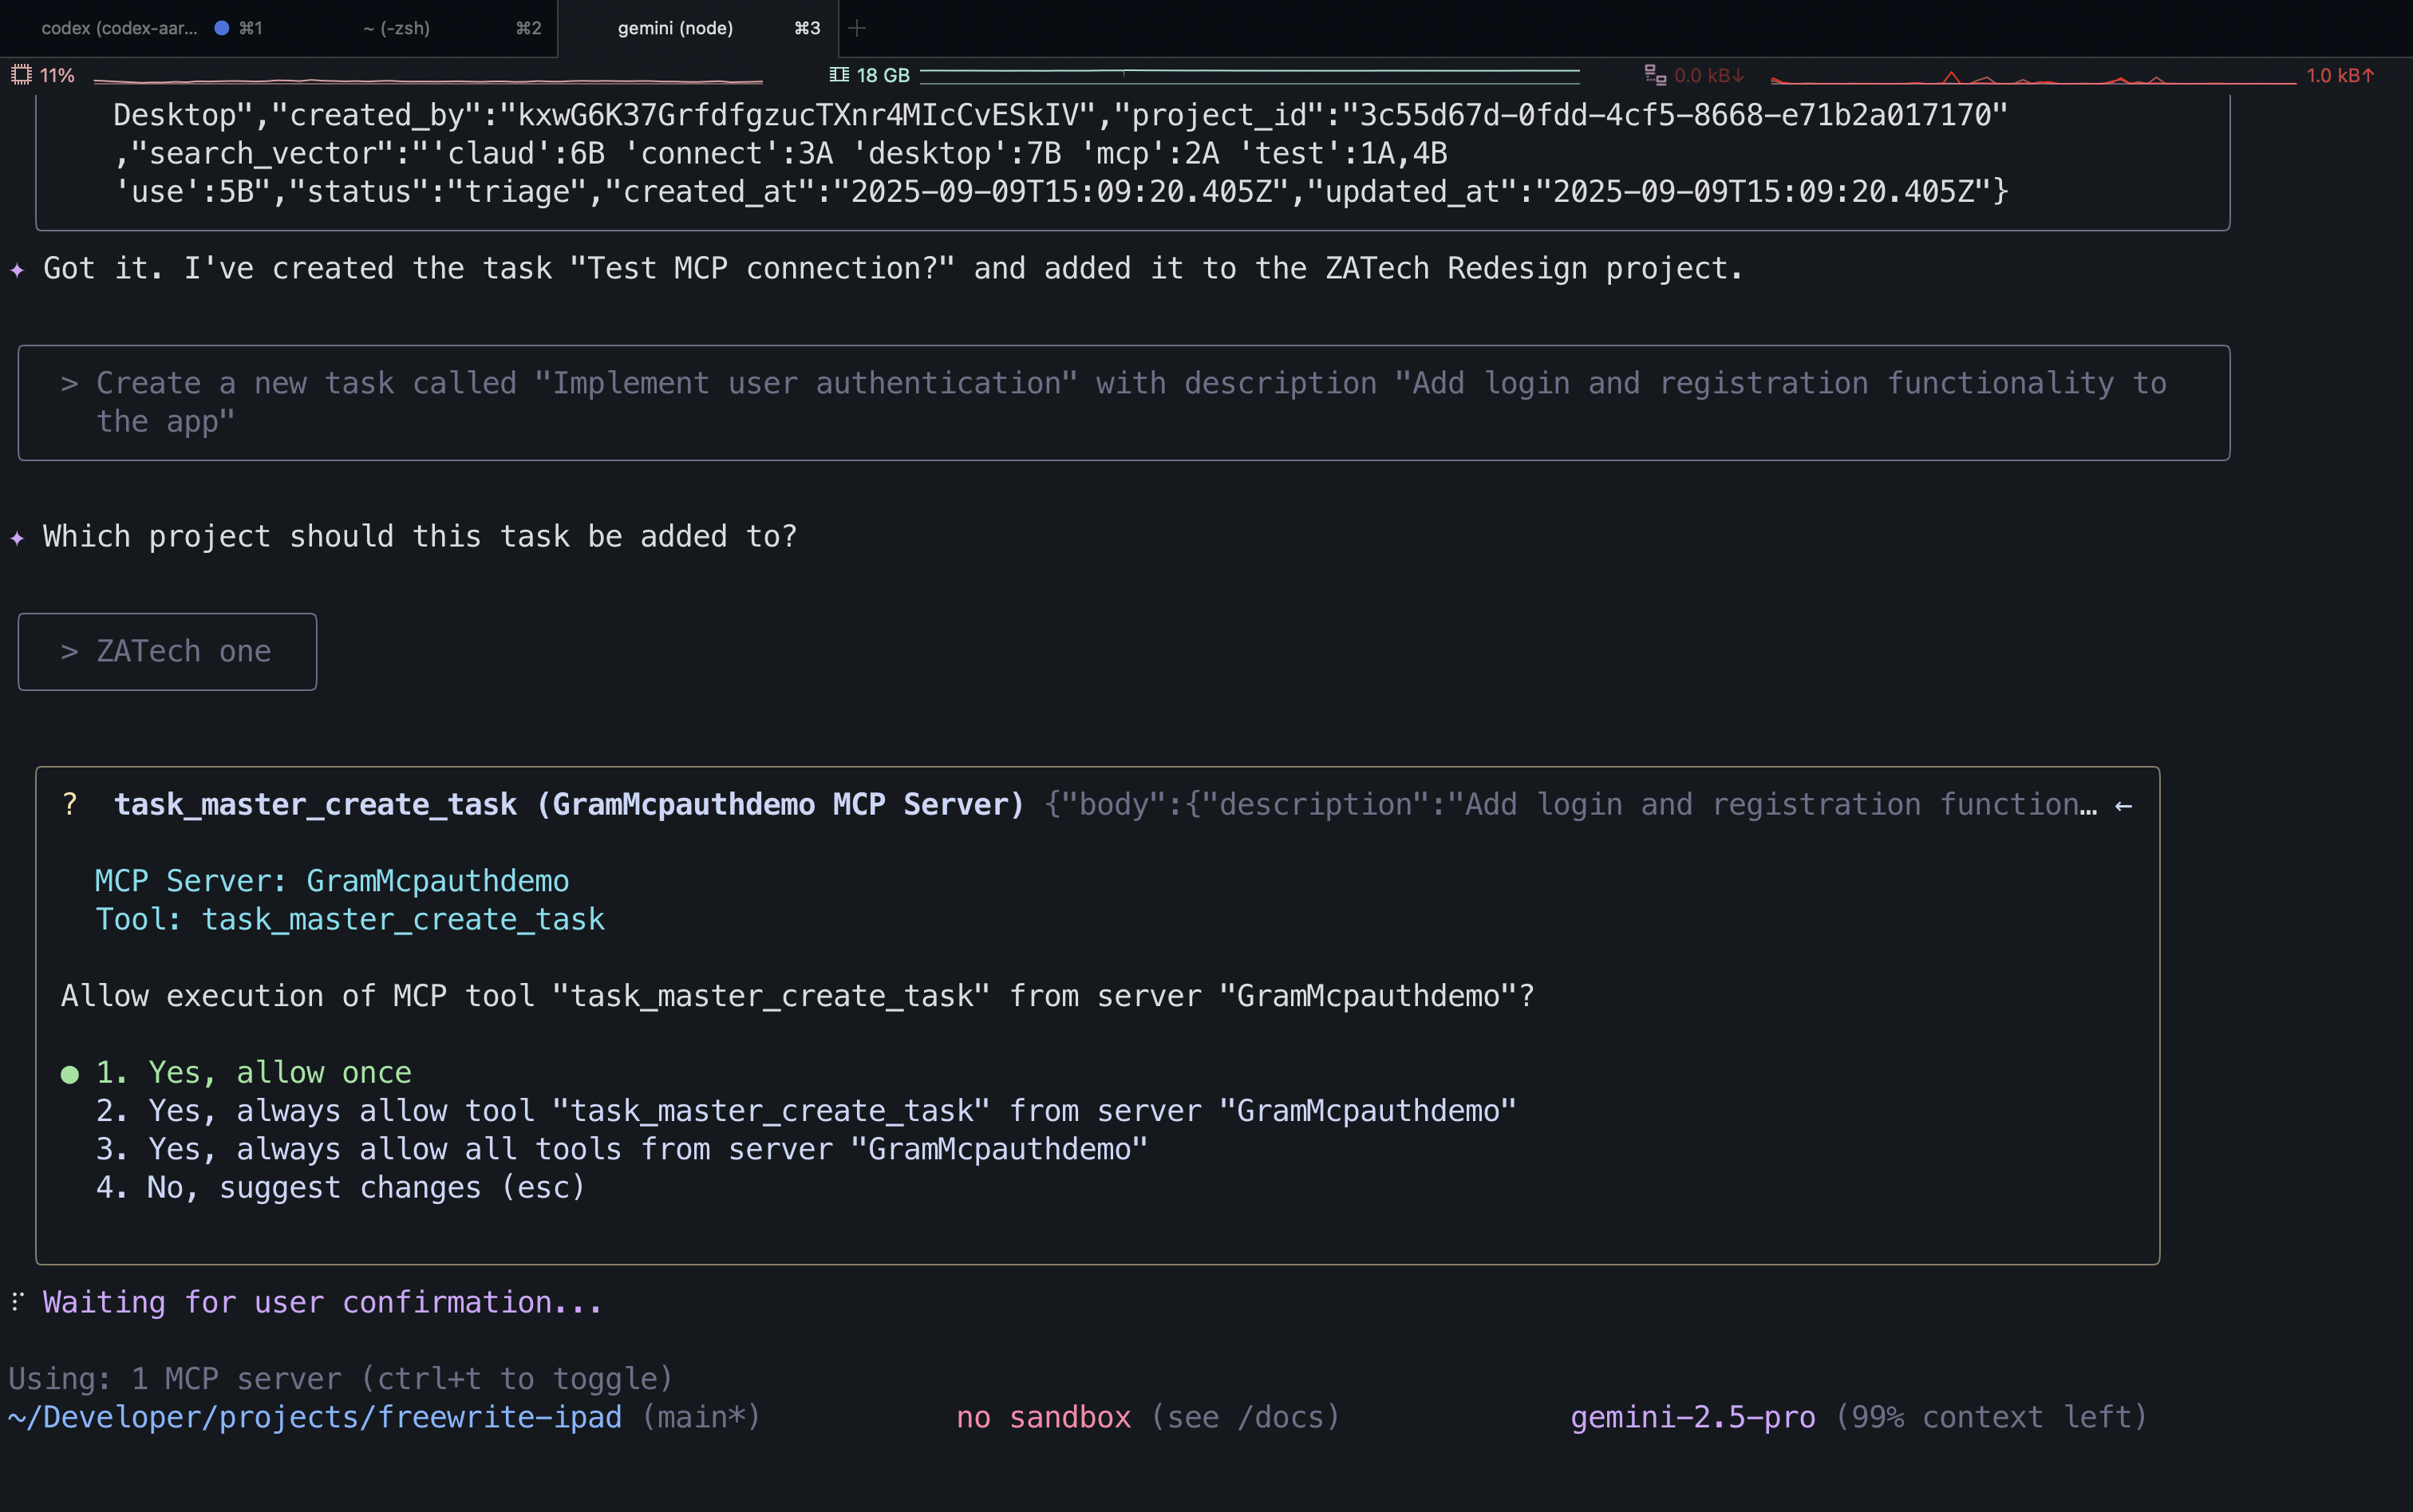 codex (codex-aar... ⌘1 ~ (-zsh) ⌘2 gemini (node) ⌘3 +
11% 18 GB 0.0 kB↓ 1.0 kB↑
Desktop","created_by":"kxwG6K37GrfdfgzucTXnr4MIcCvESkIV","project_id":"3c55d67d-0fdd-4cf5-8668-e71b2a017170"
,"search_vector":"'claud':6B 'connect':3A 'desktop':7B 'mcp':2A 'test':1A,4B
'use':5B","status":"triage","created_at":"2025-09-09T15:09:20.405Z","updated_at":"2025-09-09T15:09:20.405Z"}
✦ Got it. I've created the task "Test MCP connection?" and added it to the ZATech Redesign project.
> Create a new task called "Implement user authentication" with description "Add login and registration functionality to
the app"
✦ Which project should this task be added to?
> ZATech one
? task_master_create_task (GramMcpauthdemo MCP Server) {"body":{"description":"Add login and registration function… ←
MCP Server: GramMcpauthdemo
Tool: task_master_create_task
Allow execution of MCP tool "task_master_create_task" from server "GramMcpauthdemo"?
● 1. Yes, allow once
2. Yes, always allow tool "task_master_create_task" from server "GramMcpauthdemo"
3. Yes, always allow all tools from server "GramMcpauthdemo"
4. No, suggest changes (esc)
⠏ Waiting for user confirmation...
Using: 1 MCP server (ctrl+t to toggle)
~/Developer/projects/freewrite-ipad (main*) no sandbox (see /docs) gemini-2.5-pro (99% context left)